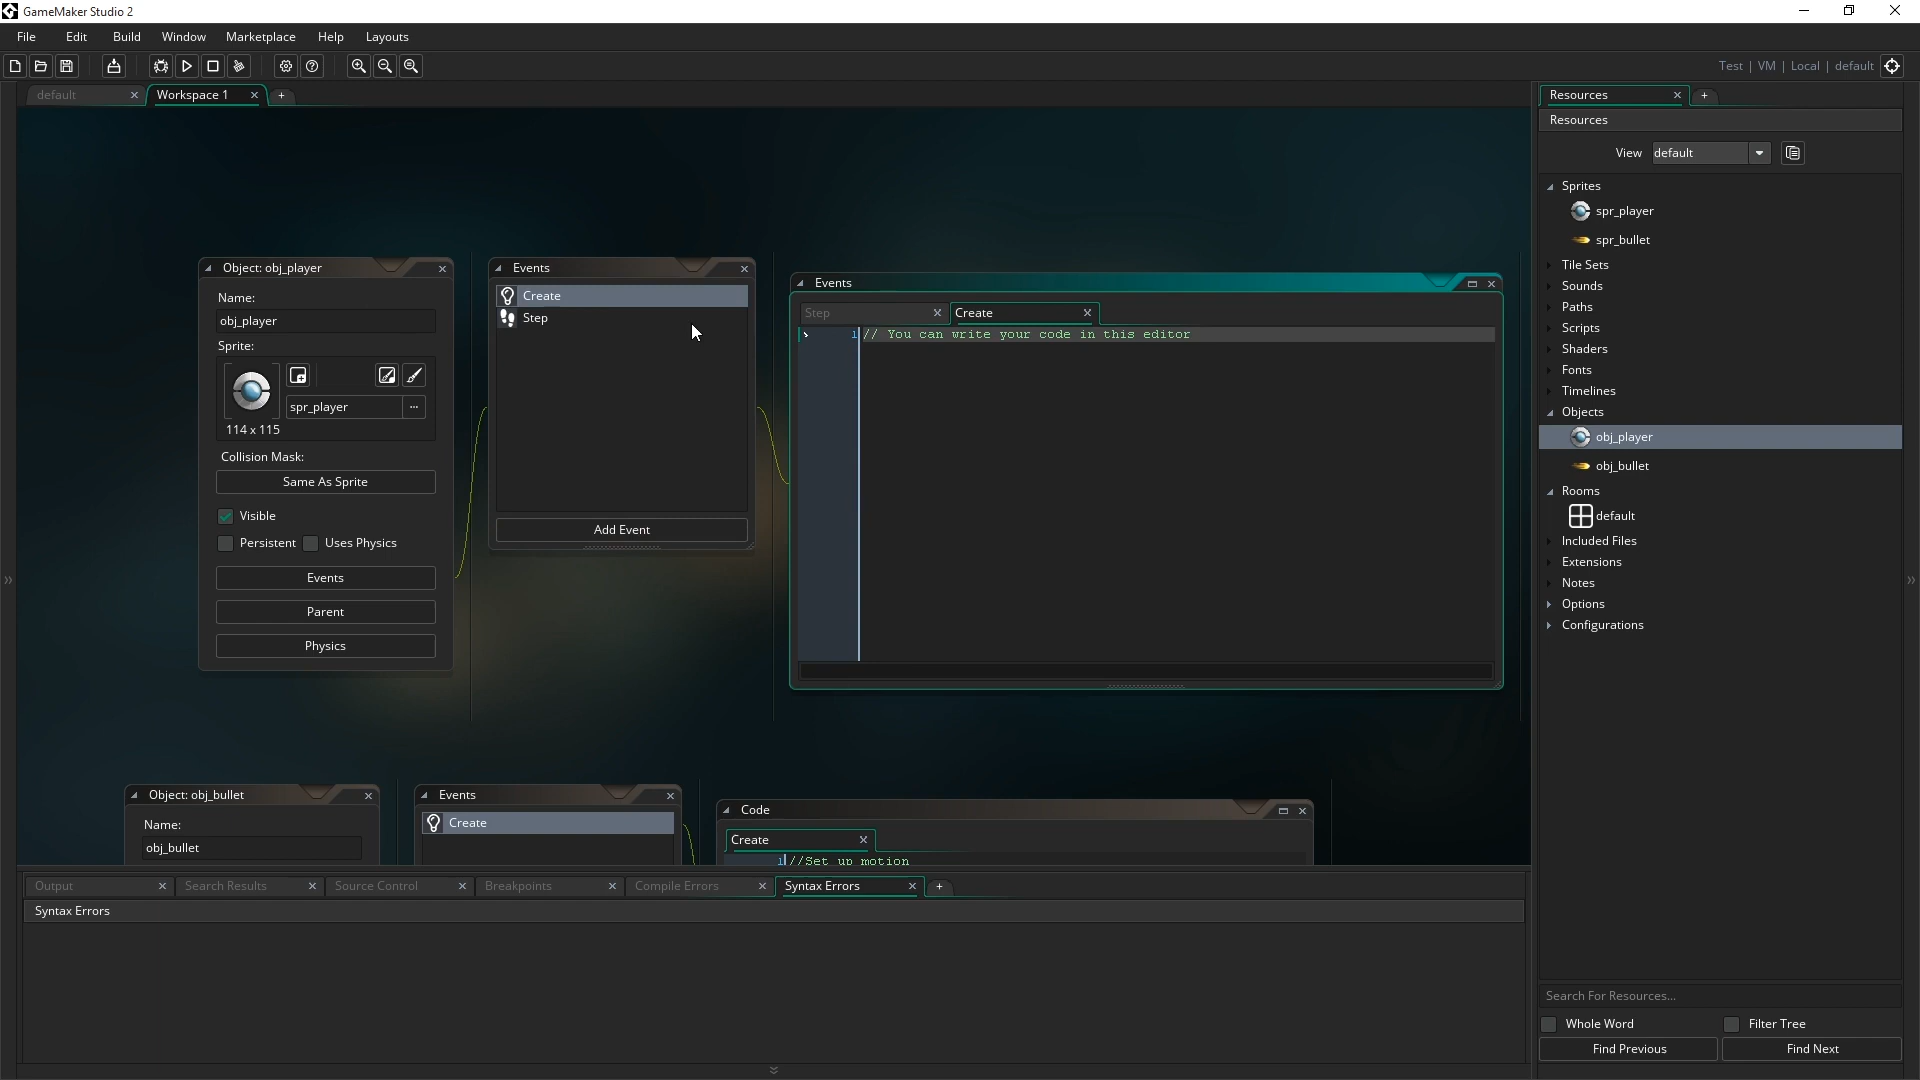 GameMaker Studio 2
File Edit Build Window Marketplace Help Layouts
Test | VM | Local | default
default Workspace 1 +
Object: obj_player
Name:
obj_player
Sprite:
spr_player ...
114 x 115
Collision Mask:
Same As Sprite
Visible
Persistent Uses Physics
Events
Parent
Physics
Events
Create
Step
Add Event
Events
Step Create
1 // You can write your code in this editor
Object: obj_bullet
Name:
obj_bullet
Events
Create
Code
Create
1 //Set up motion
Output Search Results Source Control Breakpoints Compile Errors Syntax Errors +
Syntax Errors
Resources +
Resources
View default
Sprites
spr_player
spr_bullet
Tile Sets
Sounds
Paths
Scripts
Shaders
Fonts
Timelines
Objects
obj_player
obj_bullet
Rooms
default
Included Files
Extensions
Notes
Options
Configurations
Search For Resources...
Whole Word Filter Tree
Find Previous Find Next